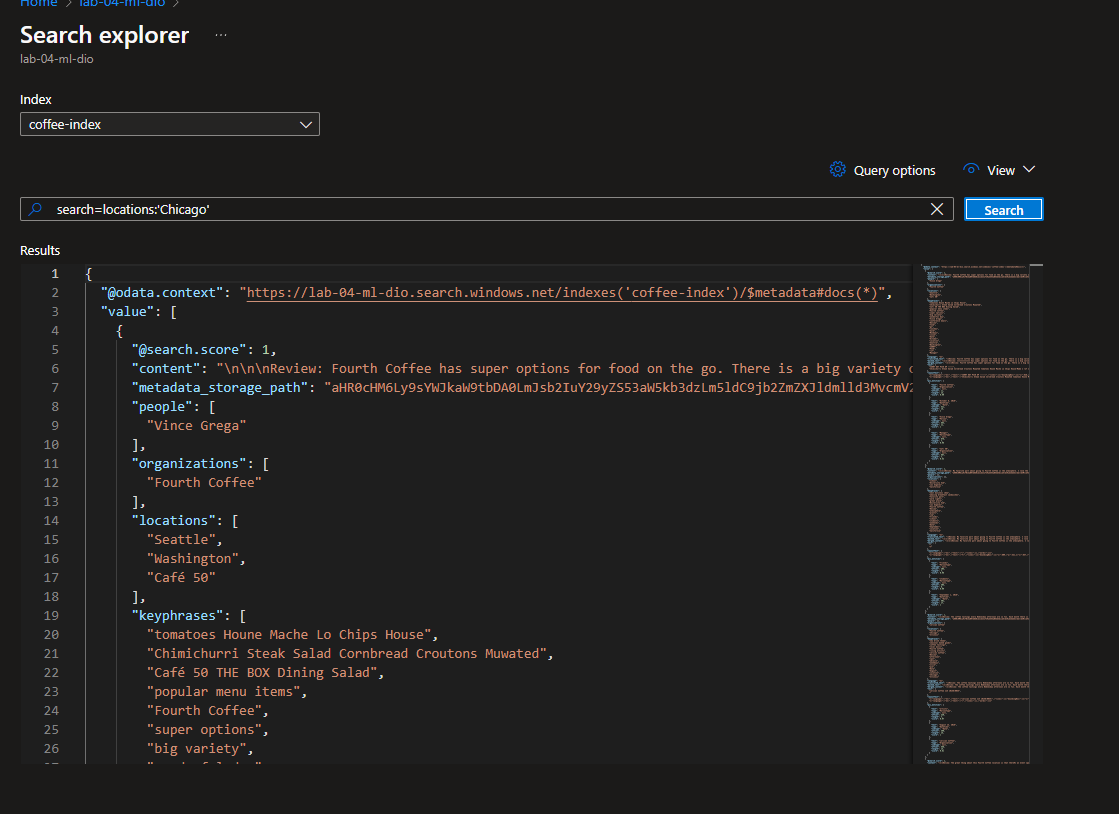 Home > lab-04-ml-dio >
Search explorer ...
lab-04-ml-dio
Index
coffee-index
Query options View
search=locations:'Chicago'
Search
Results
1 {
2 "@odata.context": "https://lab-04-ml-dio.search.windows.net/indexes('coffee-index')/$metadata#docs(*)",
3 "value": [
4 {
5 "@search.score": 1,
6 "content": "\n\n\nReview: Fourth Coffee has super options for food on the go. There is a big variety
7 "metadata_storage_path": "aHR0cHM6Ly9sYWJkaW9tbDA0LmJsb2IuY29yZS53aW5kb3dzLm5ldC9jb2ZmZXJldmlld3MvcmV2
8 "people": [
9 "Vince Grega"
10 ],
11 "organizations": [
12 "Fourth Coffee"
13 ],
14 "locations": [
15 "Seattle",
16 "Washington",
17 "Café 50"
18 ],
19 "keyphrases": [
20 "tomatoes Houne Mache Lo Chips House",
21 "Chimichurri Steak Salad Cornbread Croutons Muwated",
22 "Café 50 THE BOX Dining Salad",
23 "popular menu items",
24 "Fourth Coffee",
25 "super options",
26 "big variety",